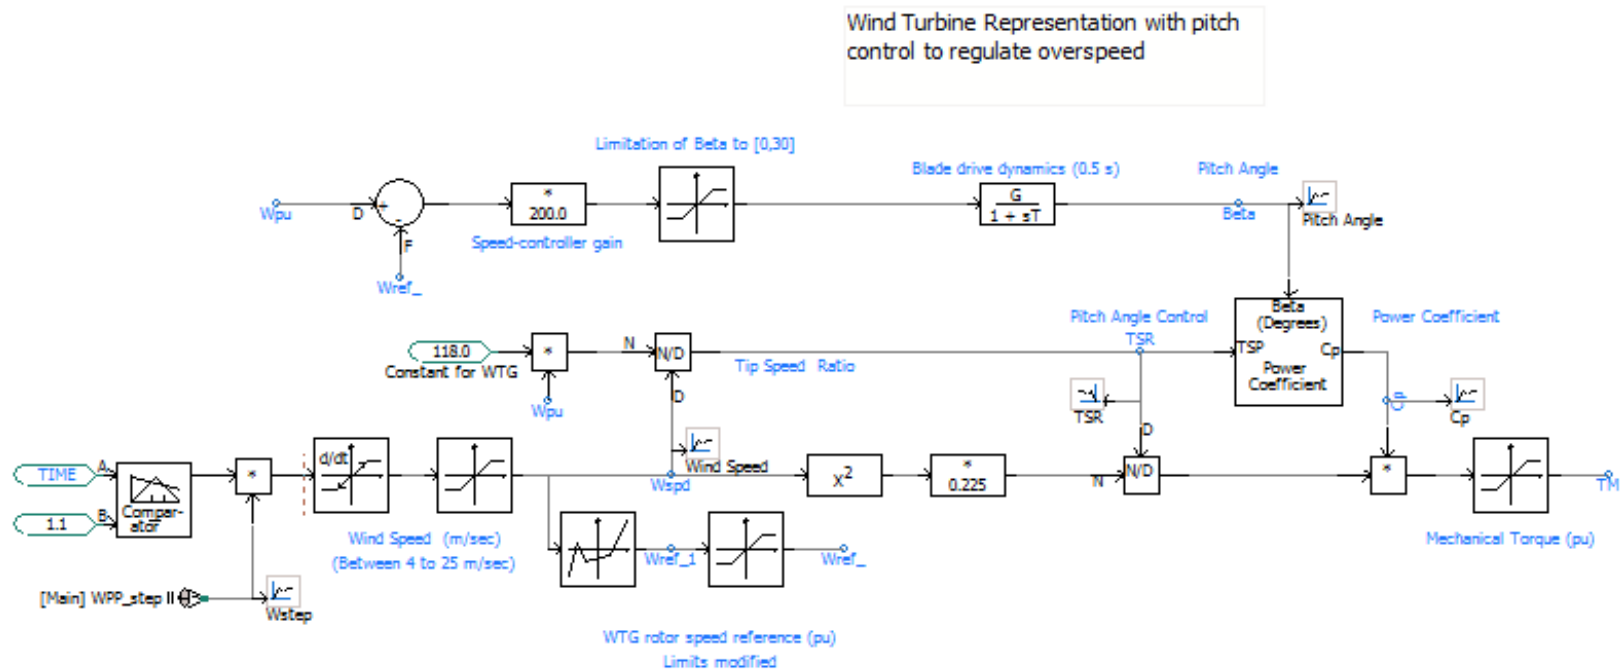 Wind Turbine Representation with pitch
control to regulate overspeed
Limitation of Beta to [0,30]
Blade drive dynamics (0.5 s)
Pitch Angle
Wpu
D
+
-
F
Wref_
*
200.0
Speed-controller gain
G
1 + sT
Beta
Pitch Angle
118.0
Constant for WTG
*
Wpu
N
N/D
D
Tip Speed Ratio
Pitch Angle Control
TSR
Beta
(Degrees)
TSP
Cp
Power
Coefficient
Power Coefficient
TSR
D
Cp
Cp
TIME
A
1.1
B
Compar-
ator
*
d/dt
Wind Speed
Wspd
X2
*
0.225
N
N/D
*
TM
Wind Speed (m/sec)
(Between 4 to 25 m/sec)
Wref_1
Wref_
Mechanical Torque (pu)
[Main] WPP_step II
Wstep
WTG rotor speed reference (pu)
Limits modified